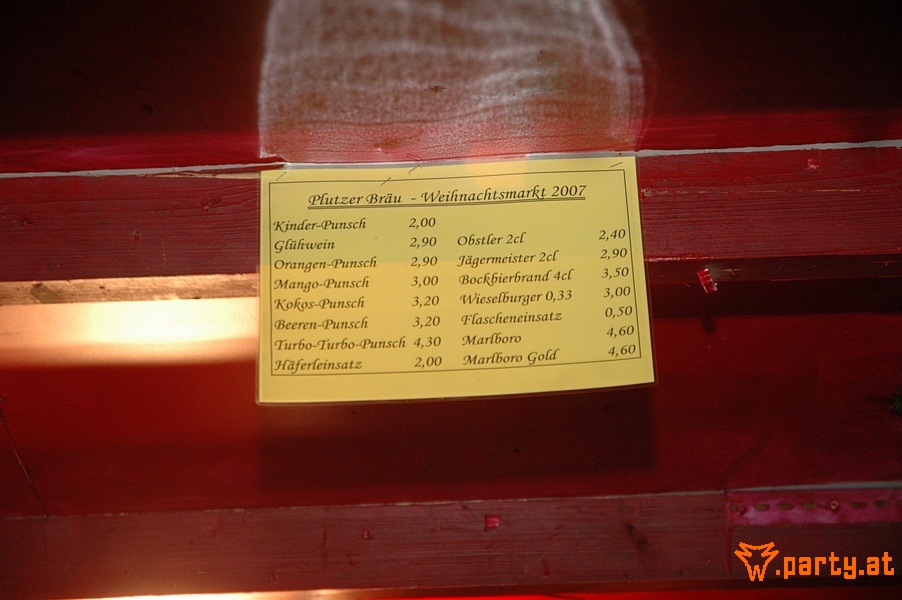 Plutzer Bräu - Weihnachtsmarkt 2007
Kinder-Punsch 2,00
Glühwein 2,90
Orangen-Punsch 2,90
Mango-Punsch 3,00
Kokos-Punsch 3,20
Beeren-Punsch 3,20
Turbo-Turbo-Punsch 4,30
Häferleinsatz 2,00
Obstler 2cl 2,40
Jägermeister 2cl 2,90
Bockbierbrand 4cl 3,50
Wieselburger 0,33 3,00
Flascheneinsatz 0,50
Marlboro 4,60
Marlboro Gold 4,60
w.party.at